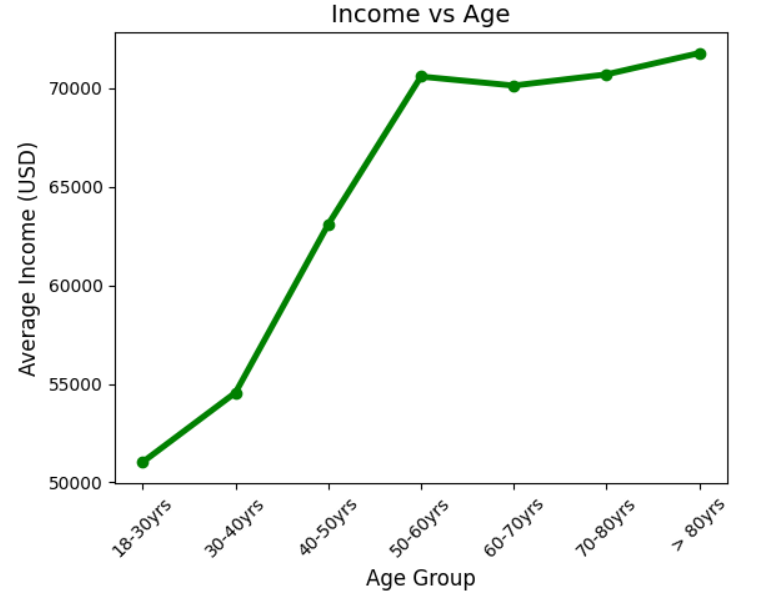 Income vs Age
Average Income (USD)
70000
65000
60000
55000
50000
18-30yrs
30-40yrs
40-50yrs
50-60yrs
60-70yrs
70-80yrs
> 80yrs
Age Group